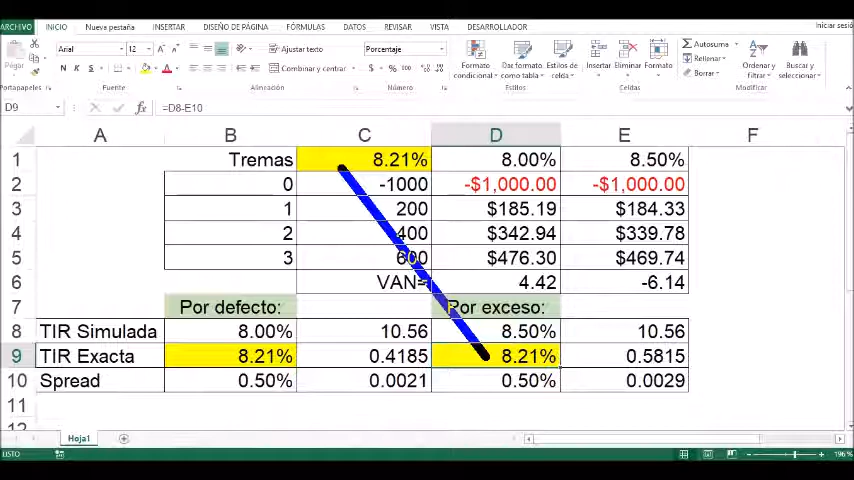 ARCHIVO INICIO Nueva pestaña INSERTAR DISEÑO DE PÁGINA FÓRMULAS DATOS REVISAR VISTA DESARROLLADOR Iniciar sesió
Pegar Arial 12 Ajustar texto Porcentaje Formato condicional Dar formato como tabla Estilos de celda Insertar Eliminar Formato Autosuma Rellenar Borrar Ordenar y filtrar Buscar y seleccionar
N K S Combinar y centrar $ % 000
Portapapeles Fuente Alineación Número Estilos Celdas Modificar
D9 fx =D8-E10
A B C D E F
1 Tremas 8.21% 8.00% 8.50%
2 0 -1000 -$1,000.00 -$1,000.00
3 1 200 $185.19 $184.33
4 2 400 $342.94 $339.78
5 3 600 $476.30 $469.74
6 VAN= 4.42 -6.14
7 Por defecto: Por exceso:
8 TIR Simulada 8.00% 10.56 8.50% 10.56
9 TIR Exacta 8.21% 0.4185 8.21% 0.5815
10 Spread 0.50% 0.0021 0.50% 0.0029
11
12
Hoja1
LISTO 196 %